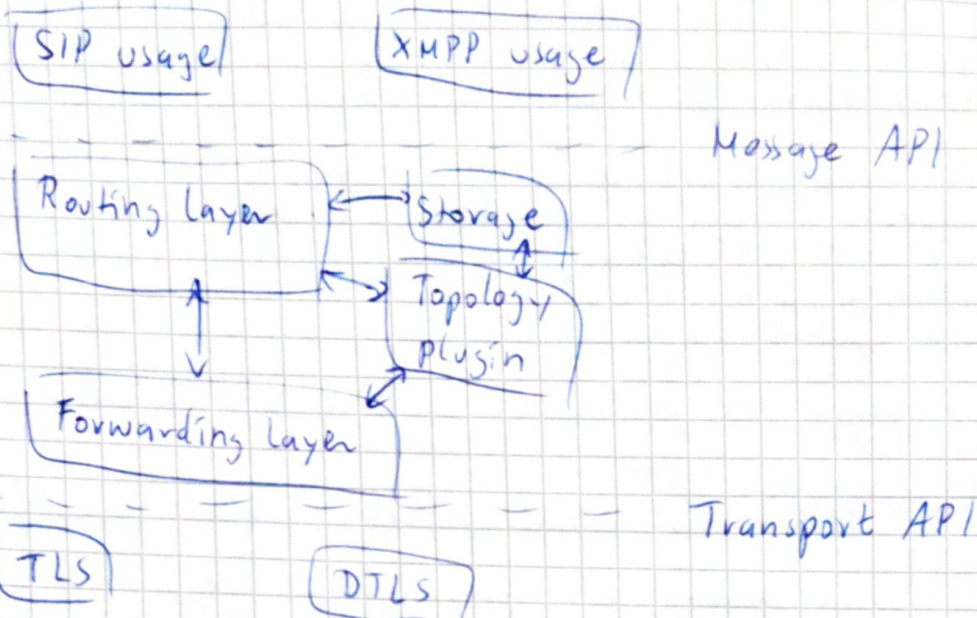 SIP usage
XMPP usage
Message API
Routing layer
Storage
Topology
plugin
Forwarding layer
Transport API
TLS
DTLS